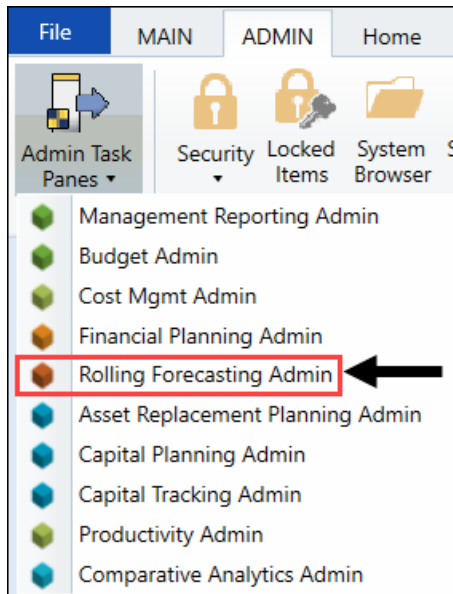 File MAIN ADMIN Home
Admin Task
Panes
Security
Locked
Items
System
Browser
S
Management Reporting Admin
Budget Admin
Cost Mgmt Admin
Financial Planning Admin
Rolling Forecasting Admin
Asset Replacement Planning Admin
Capital Planning Admin
Capital Tracking Admin
Productivity Admin
Comparative Analytics Admin